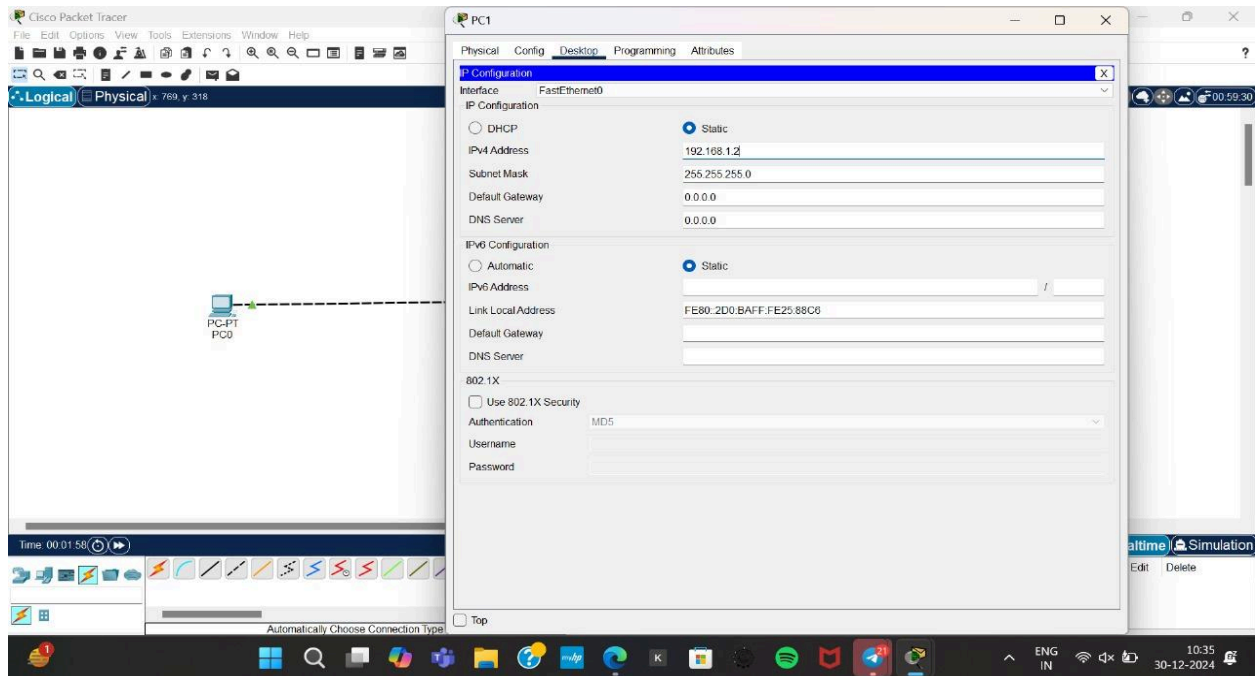 Cisco Packet Tracer
File Edit Options View Tools Extensions Window Help
Logical Physical x: 769, y: 318
PC-PT
PC0
Time: 00:01:58
Automatically Choose Connection Type
PC1
Physical Config Desktop Programming Attributes
IP Configuration X
Interface FastEthernet0
IP Configuration
DHCP Static
IPv4 Address 192.168.1.2
Subnet Mask 255.255.255.0
Default Gateway 0.0.0.0
DNS Server 0.0.0.0
IPv6 Configuration
Automatic Static
IPv6 Address /
Link Local Address FE80::2D0:BAFF:FE25:88C6
Default Gateway
DNS Server
802.1X
Use 802.1X Security
Authentication MD5
Username
Password
Top
?
00:59:30
altime Simulation
Edit Delete
1
myhp
K
21
ENG
IN
10:35
30-12-2024